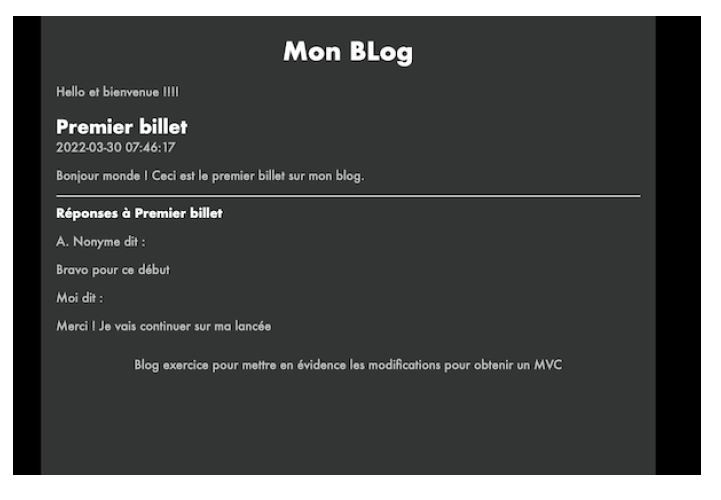 Mon BLog
Hello et bienvenue !!!!
Premier billet
2022-03-30 07:46:17
Bonjour monde ! Ceci est le premier billet sur mon blog.
Réponses à Premier billet
A. Nonyme dit :
Bravo pour ce début
Moi dit :
Merci ! Je vais continuer sur ma lancée
Blog exercice pour mettre en évidence les modifications pour obtenir un MVC